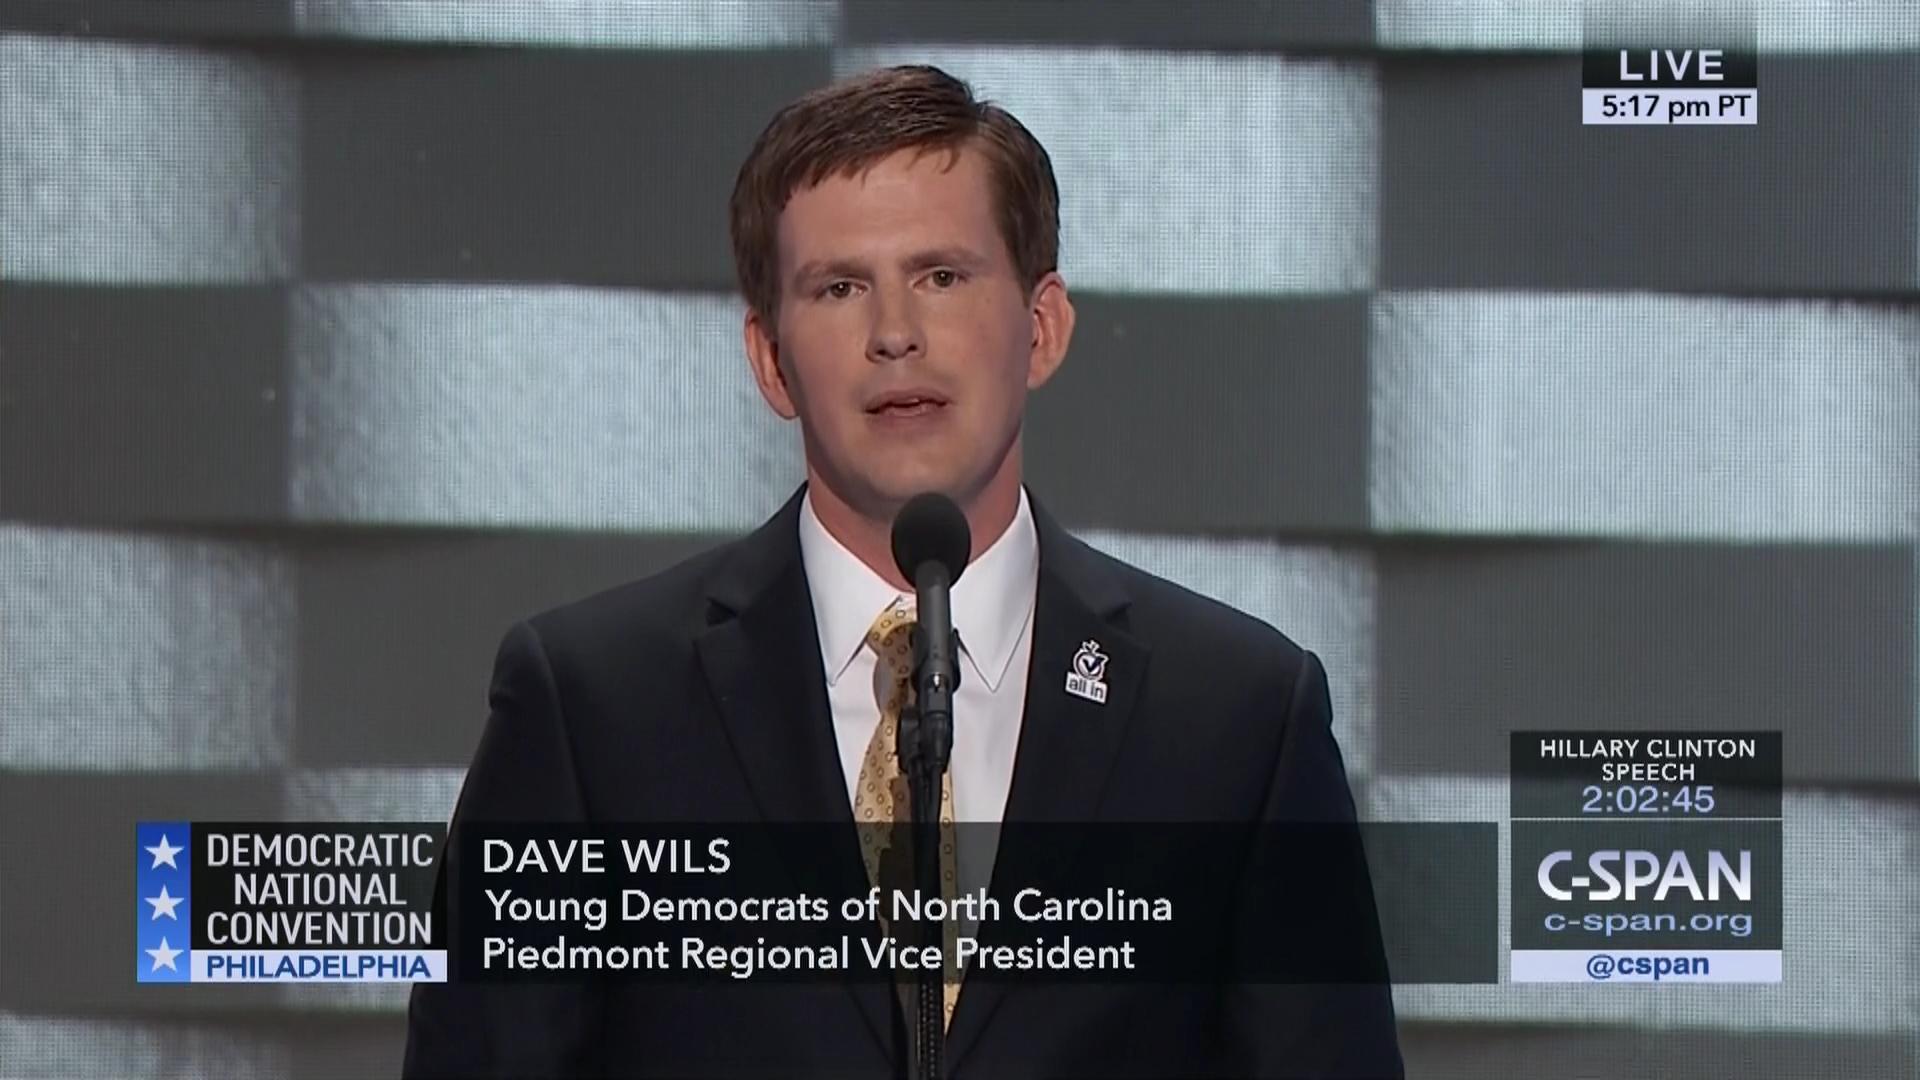 LIVE
5:17 pm PT
all in
HILLARY CLINTON
SPEECH
2:02:45
C-SPAN
c-span.org
@cspan
DEMOCRATIC
NATIONAL
CONVENTION
PHILADELPHIA
DAVE WILS
Young Democrats of North Carolina
Piedmont Regional Vice President